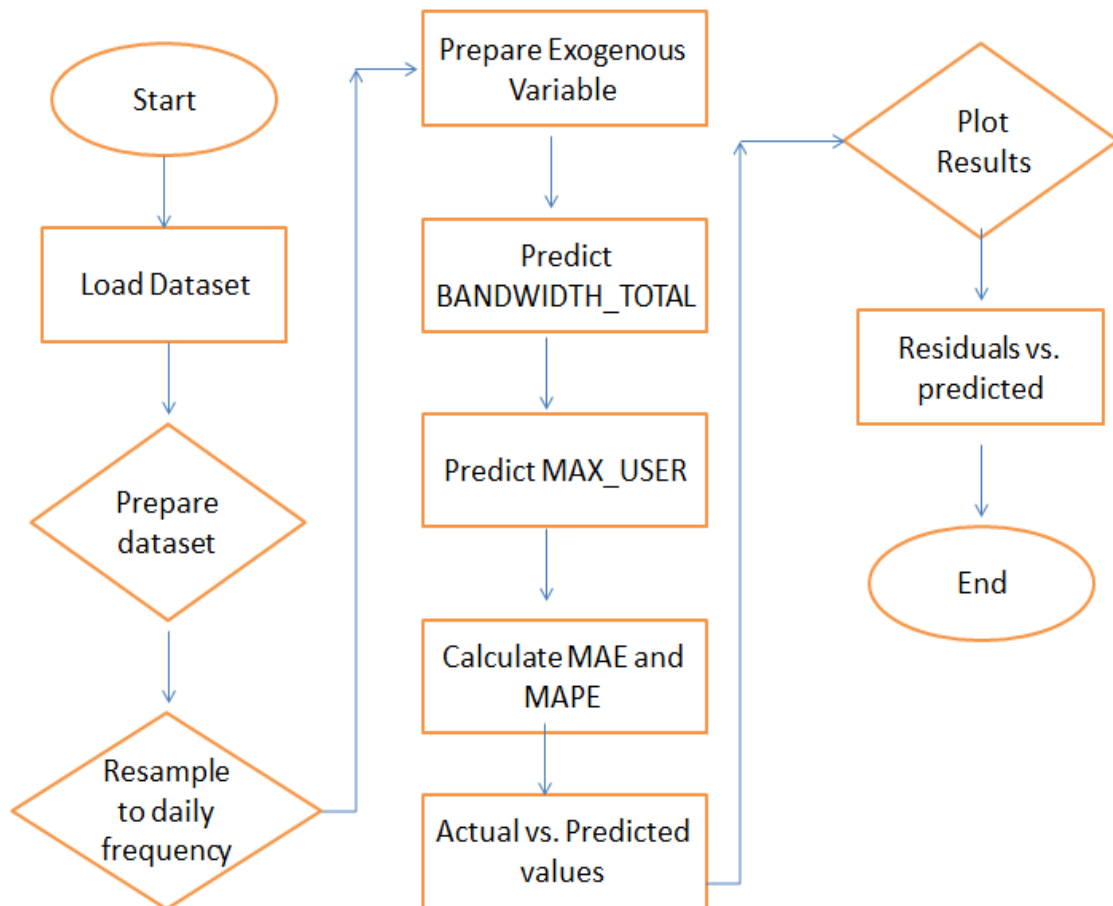 Start
Load Dataset
Prepare
dataset
Resample
to daily
frequency
Prepare Exogenous
Variable
Predict
BANDWIDTH_TOTAL
Predict MAX_USER
Calculate MAE and
MAPE
Actual vs. Predicted
values
Plot
Results
Residuals vs.
predicted
End